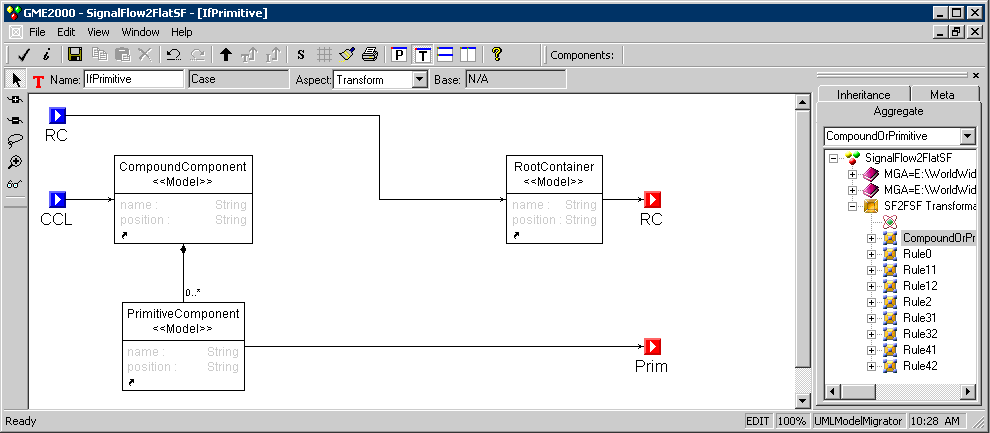 GME2000 - SignalFlow2FlatSF - [IfPrimitive]
File Edit View Window Help
Components:
Name: IfPrimitive Case Aspect: Transform Base: N/A
RC
CompoundComponent
<<Model>>
name : String
position : String
CCL
RootContainer
<<Model>>
name : String
position : String
RC
0..*
PrimitiveComponent
<<Model>>
name : String
position : String
Prim
Inheritance Meta
Aggregate
CompoundOrPrimitive
SignalFlow2FlatSF
MGA=E:\WorldWid
MGA=E:\WorldWid
SF2FSF Transforma
CompoundOrPri
Rule0
Rule11
Rule12
Rule2
Rule31
Rule32
Rule41
Rule42
Ready EDIT 100% UMLModelMigrator 10:28 AM